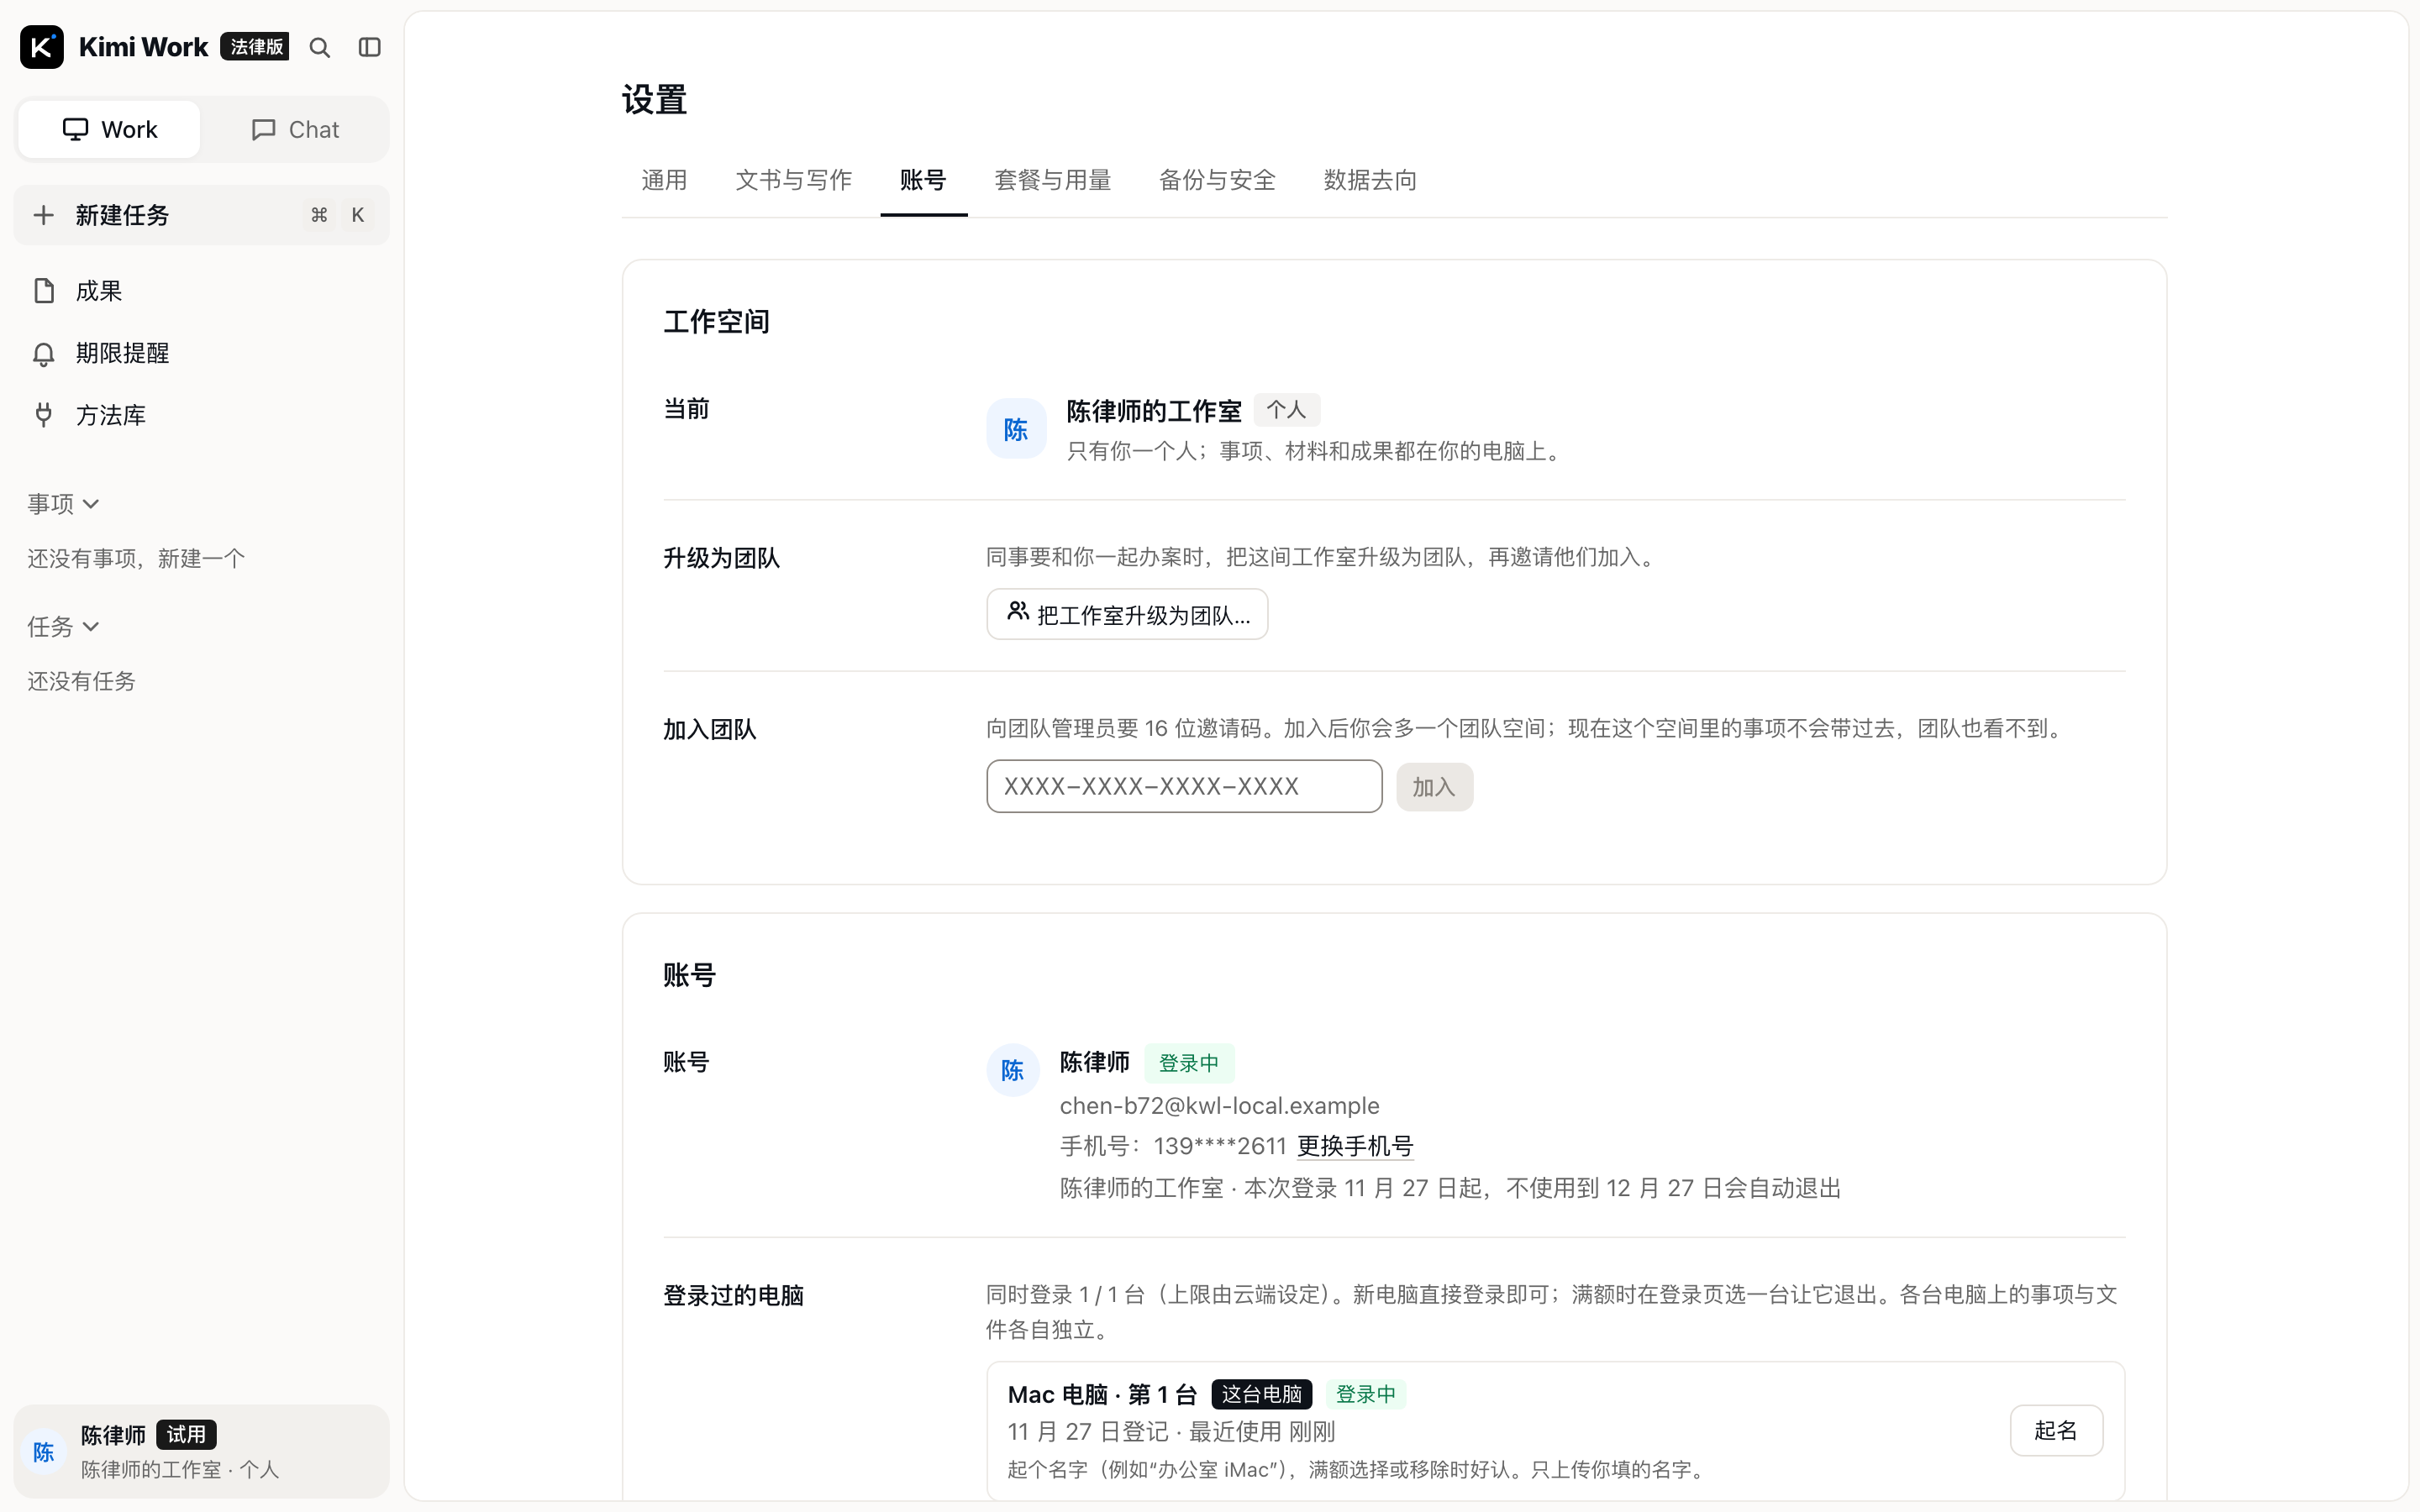 Kimi Work 法律版
Work
Chat
新建任务 ⌘ K
成果
期限提醒
方法库
事项
还没有事项，新建一个
任务
还没有任务
陈
陈律师 试用
陈律师的工作室 · 个人
设置
通用 文书与写作 账号 套餐与用量 备份与安全 数据去向
工作空间
当前
陈
陈律师的工作室 个人
只有你一个人；事项、材料和成果都在你的电脑上。
升级为团队
同事要和你一起办案时，把这间工作室升级为团队，再邀请他们加入。
把工作室升级为团队...
加入团队
向团队管理员要 16 位邀请码。加入后你会多一个团队空间；现在这个空间里的事项不会带过去，团队也看不到。
XXXX–XXXX–XXXX–XXXX 加入
账号
账号
陈
陈律师 登录中
chen-b72@kwl-local.example
手机号：139****2611 更换手机号
陈律师的工作室 · 本次登录 11 月 27 日起，不使用到 12 月 27 日会自动退出
登录过的电脑
同时登录 1 / 1 台（上限由云端设定）。新电脑直接登录即可；满额时在登录页选一台让它退出。各台电脑上的事项与文
件各自独立。
Mac 电脑 · 第 1 台 这台电脑 登录中
11 月 27 日登记 · 最近使用 刚刚
起个名字（例如“办公室 iMac”），满额选择或移除时好认。只上传你填的名字。
起名